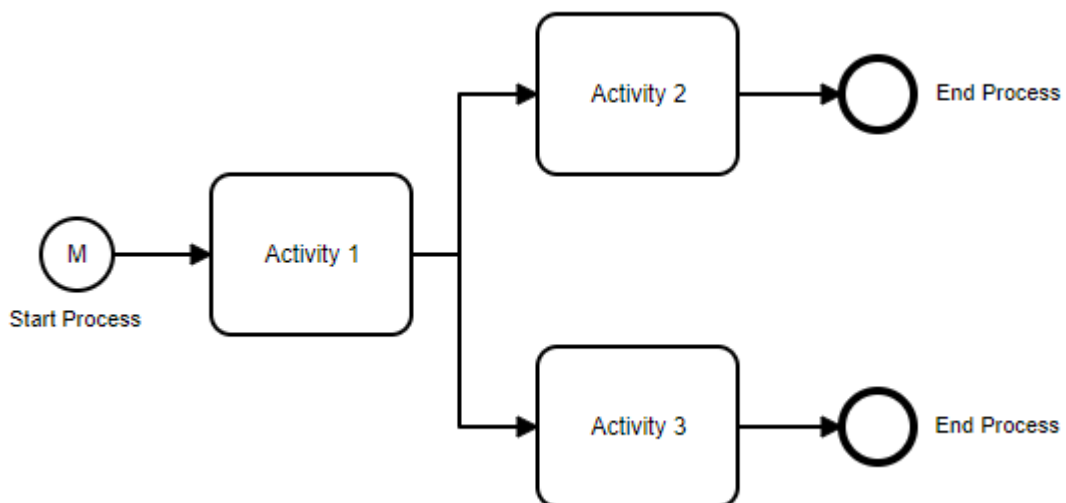 Activity 2
End Process
M
Activity 1
Start Process
Activity 3
End Process